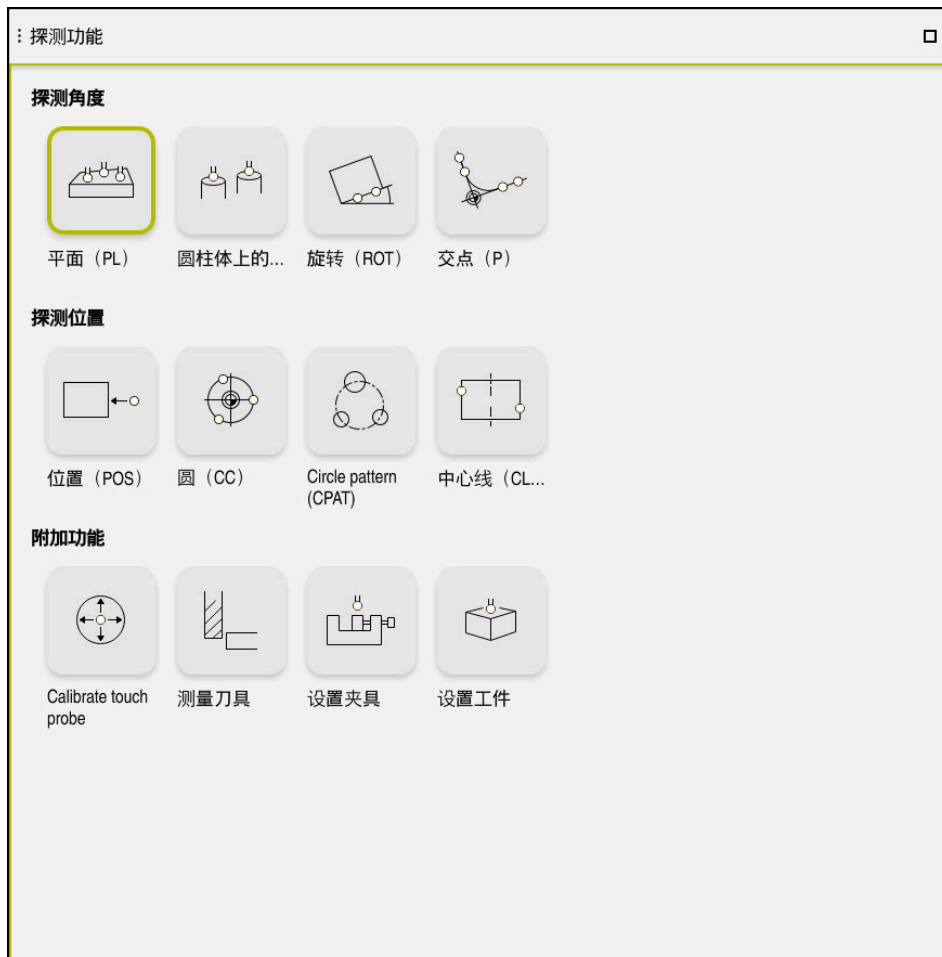 探测功能
探测角度
平面（PL）
圆柱体上的...
旋转（ROT）
交点（P）
探测位置
位置（POS）
圆（CC）
Circle pattern
(CPAT)
中心线（CL...
附加功能
Calibrate touch
probe
测量刀具
设置夹具
设置工件